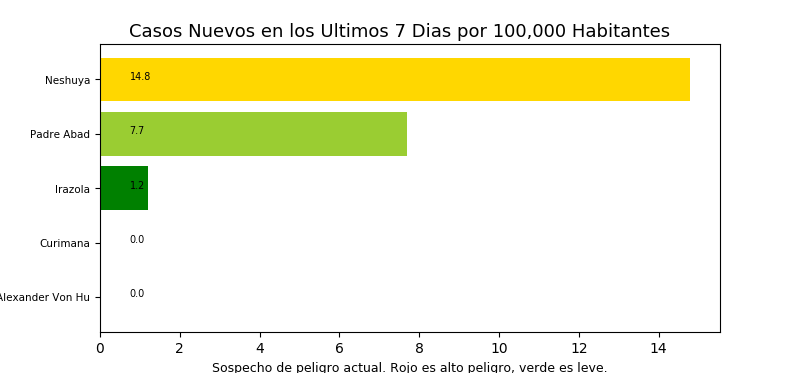 Casos Nuevos en los Ultimos 7 Dias por 100,000 Habitantes
Neshuya 14.8
Padre Abad 7.7
Irazola 1.2
Curimana 0.0
Alexander Von Hu 0.0
0 2 4 6 8 10 12 14
Sospecho de peligro actual. Rojo es alto peligro, verde es leve.